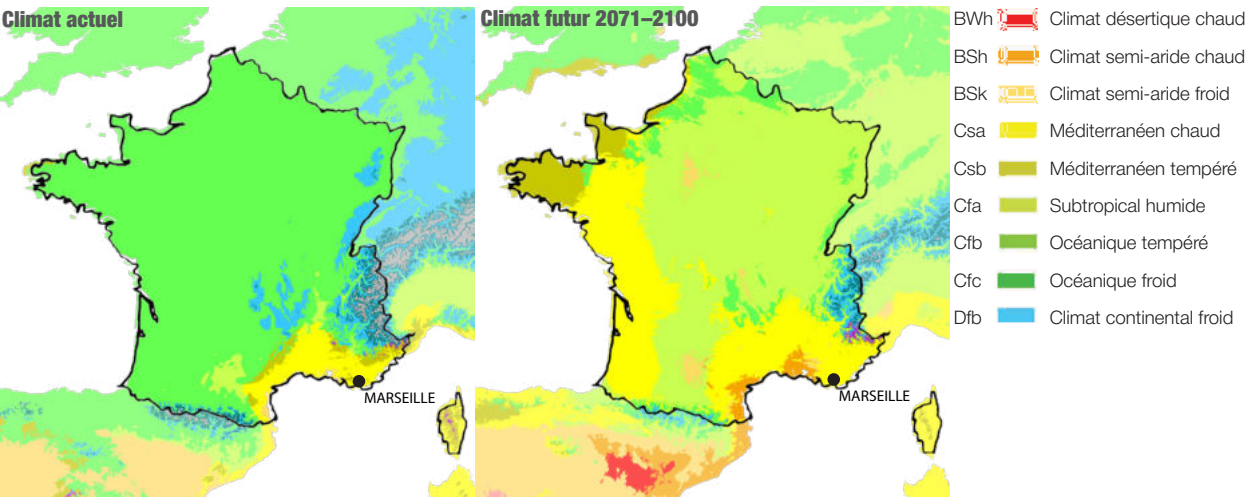 Climat actuel
Climat futur 2071–2100
MARSEILLE
MARSEILLE
BWh Climat désertique chaud
BSh Climat semi-aride chaud
BSk Climat semi-aride froid
Csa Méditerranéen chaud
Csb Méditerranéen tempéré
Cfa Subtropical humide
Cfb Océanique tempéré
Cfc Océanique froid
Dfb Climat continental froid